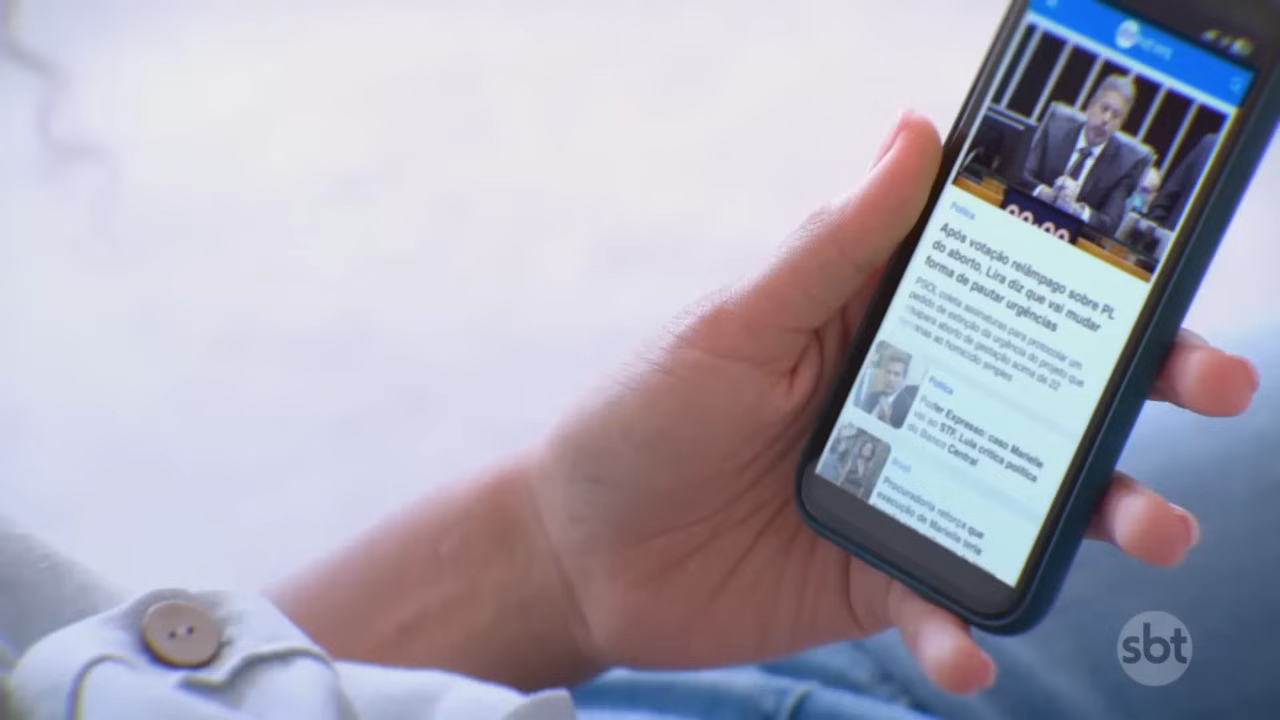 news
Política
Após votação relâmpago sobre PL
do aborto, Lira diz que vai mudar
forma de pautar urgências
PSOL coleta assinaturas para protocolar um
pedido de extinção da urgência do projeto que
aborto de gestação acima de 22
ao homicídio simples
Política
Poder Expresso: caso Marielle
vai ao STF, Lula critica política
do Banco Central
Brasil
Procuradoria reforça que
execução de Marielle teria
sbt